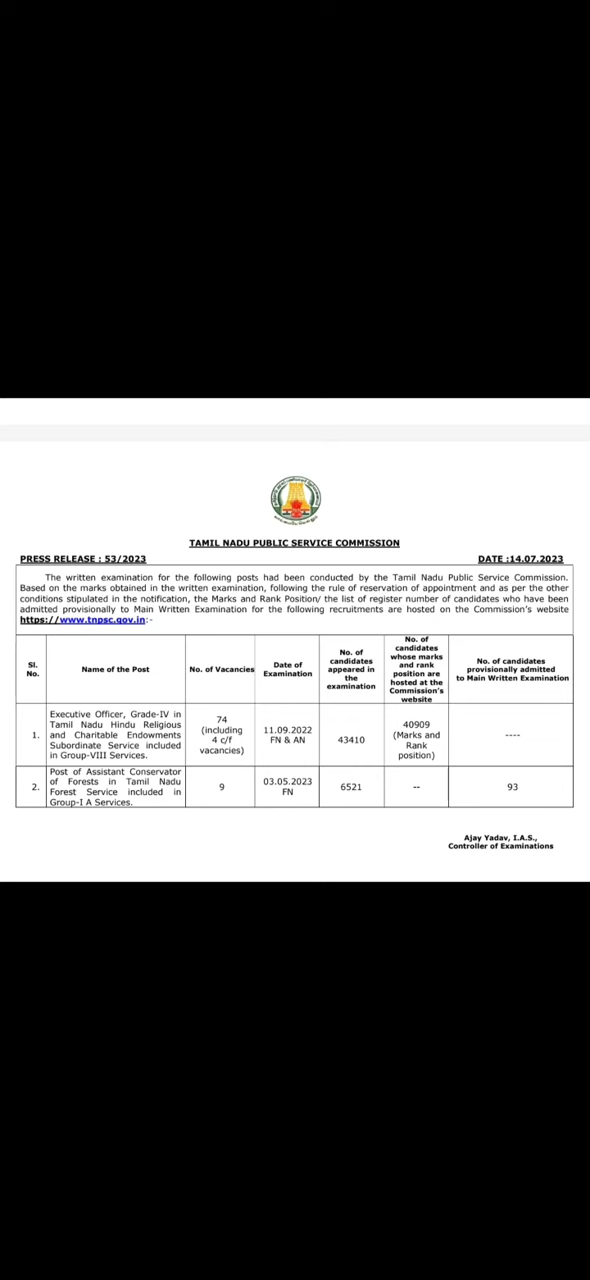 TAMIL NADU PUBLIC SERVICE COMMISSION
PRESS RELEASE : 53/2023
DATE :14.07.2023
The written examination for the following posts had been conducted by the Tamil Nadu Public Service Commission.
Based on the marks obtained in the written examination, following the rule of reservation of appointment and as per the other
conditions stipulated in the notification, the Marks and Rank Position/ the list of register number of candidates who have been
admitted provisionally to Main Written Examination for the following recruitments are hosted on the Commission's website
https://www.tnpsc.gov.in:-
Sl.
No.
Name of the Post
No. of Vacancies
Date of
Examination
No. of
candidates
appeared in
the
examination
No. of
candidates
whose marks
and rank
position are
hosted at the
Commission's
website
No. of candidates
provisionally admitted
to Main Written Examination
1.
Executive Officer, Grade-IV in
Tamil Nadu Hindu Religious
and Charitable Endowments
Subordinate Service included
in Group-VIII Services.
74
(including
4 c/f
vacancies)
11.09.2022
FN & AN
43410
40909
(Marks and
Rank
position)
----
2.
Post of Assistant Conservator
of Forests in Tamil Nadu
Forest Service included in
Group-I A Services.
9
03.05.2023
FN
6521
--
93
Ajay Yadav, I.A.S.,
Controller of Examinations